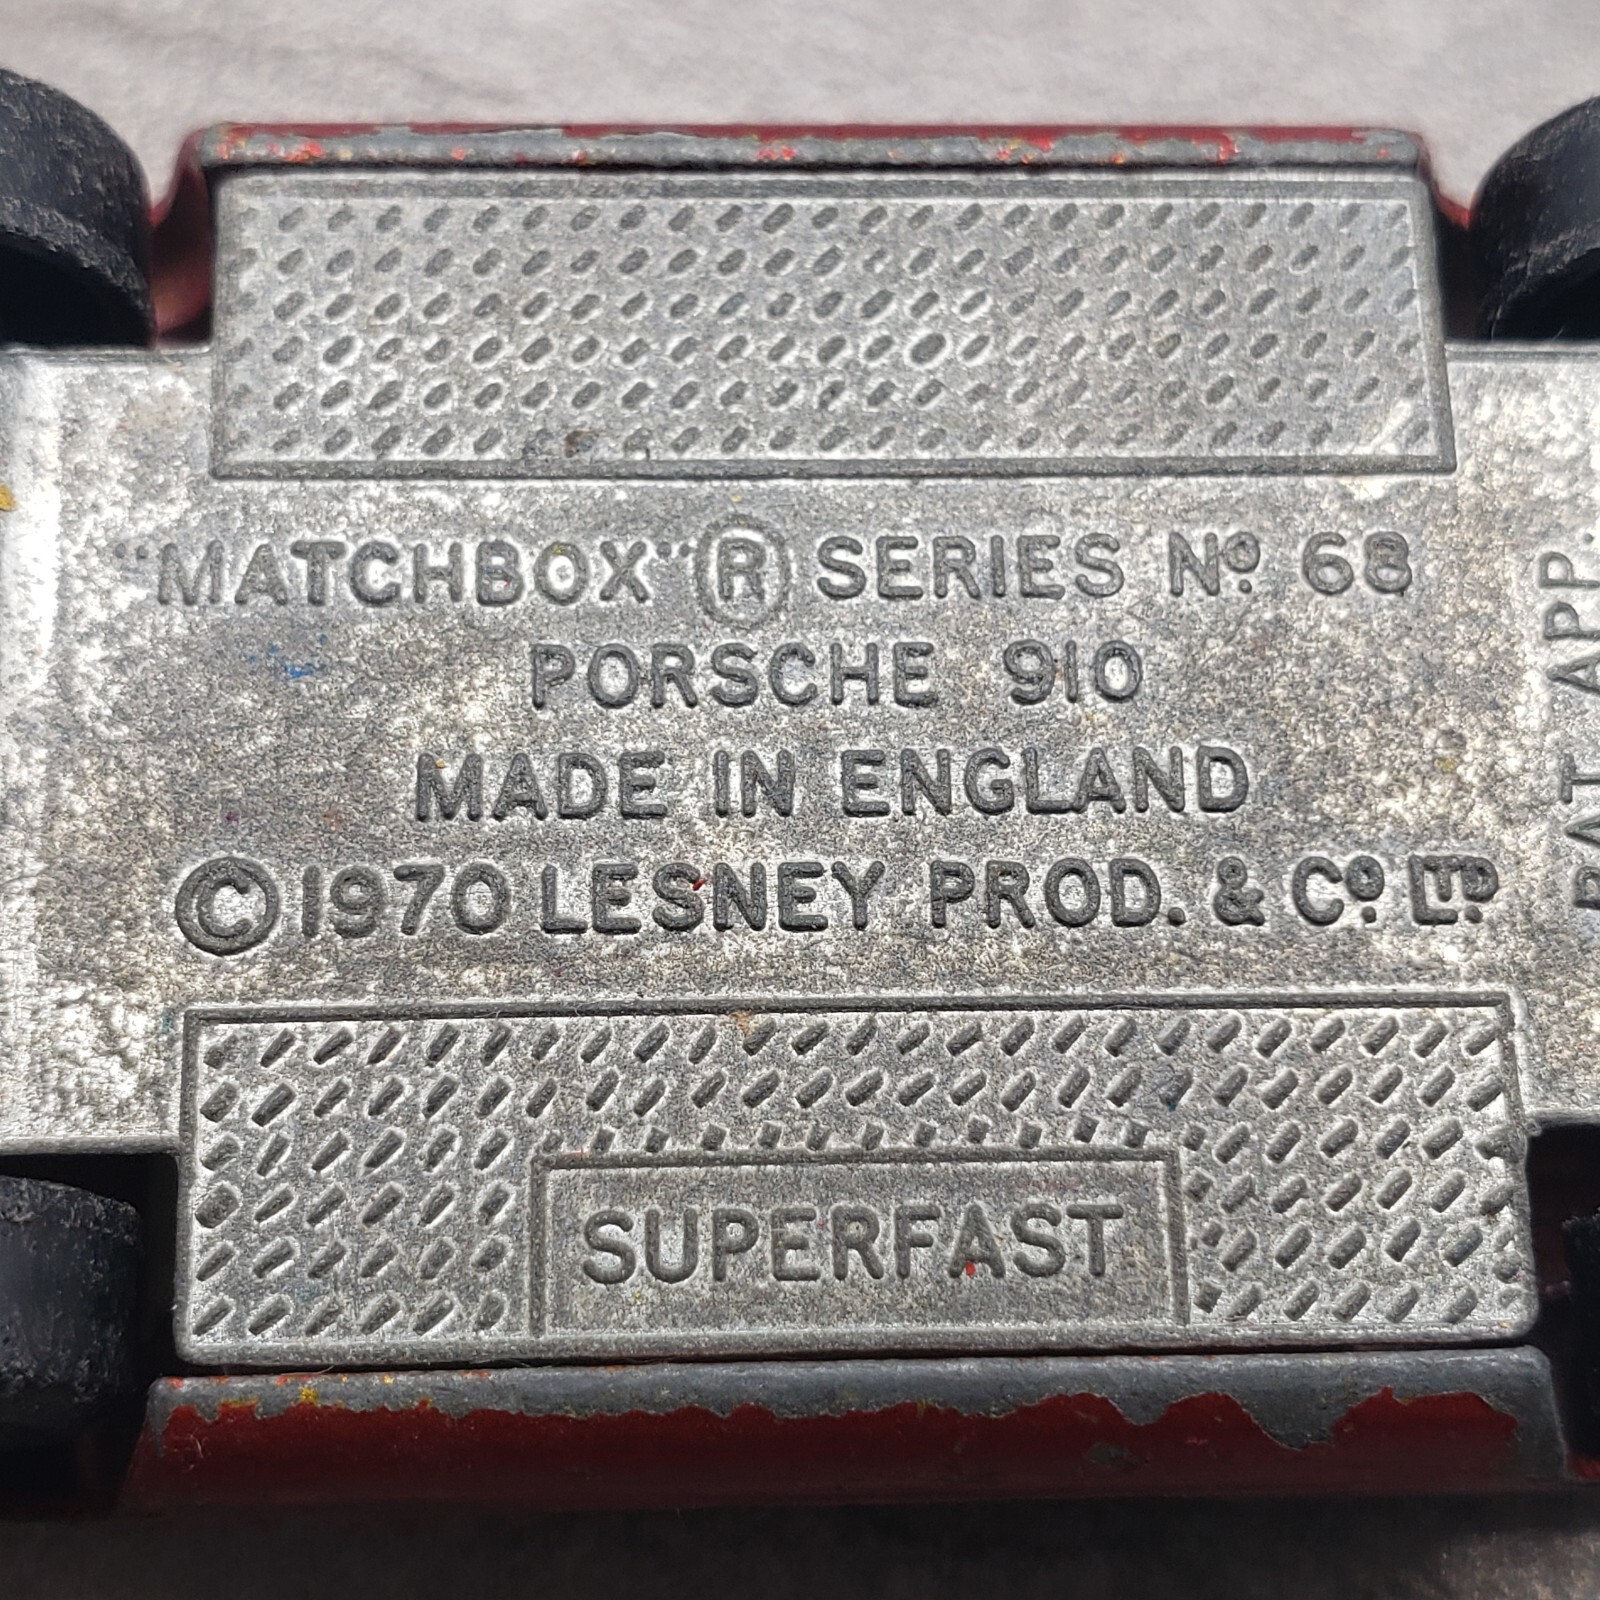 "MATCHBOX" ® SERIES Nº 68
PORSCHE 910
MADE IN ENGLAND
© 1970 LESNEY PROD. & Cº LTD
SUPERFAST
PAT APP.